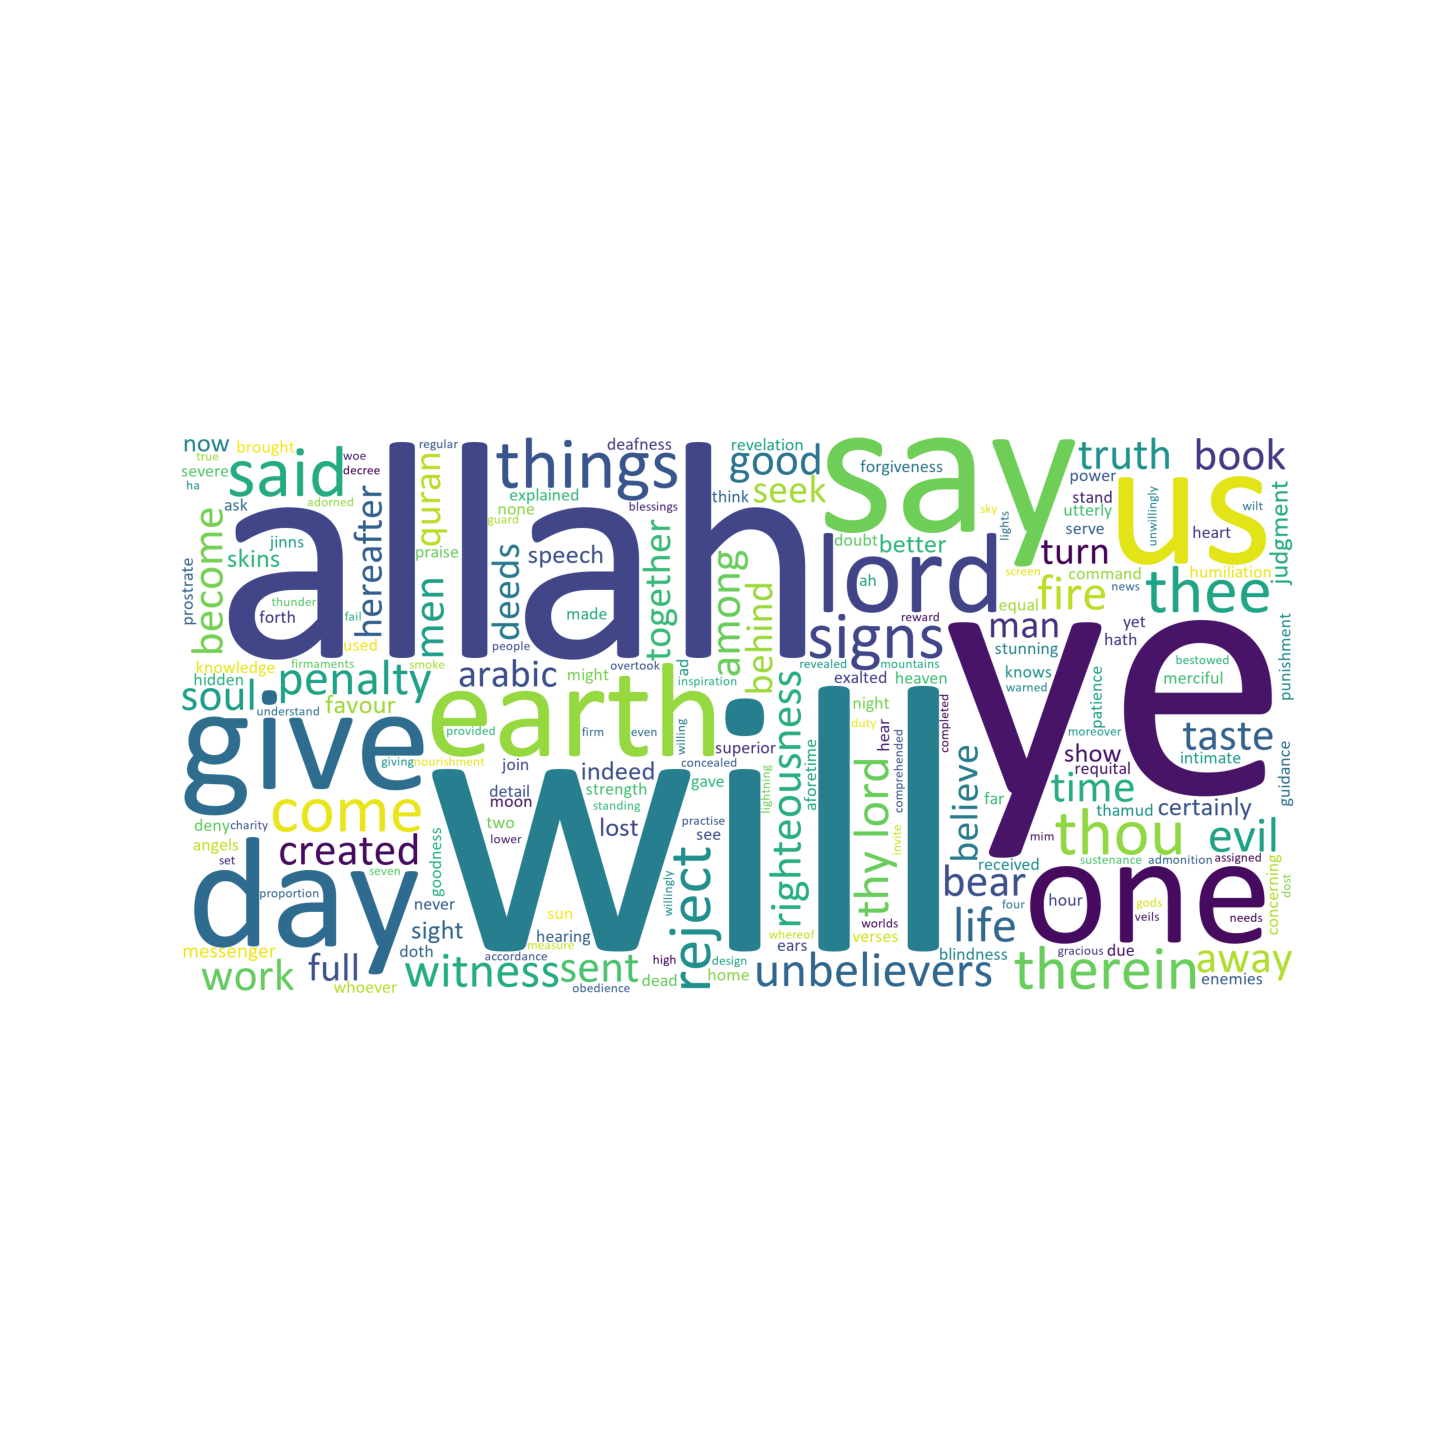 now
brought
regular
deafness
revelation
say
truth
book
true
woe
said
things
good
forgiveness
power
severe
decree
quran
think
seek
us
ha
adorned
explained
stand
utterly
ask
none
blessings
sky
unwillingly
wilt
allah
guard
serve
heart
judgment
become
jinns
hereafter
praise
speech
together
doubt
better
lights
turn
skins
men
deeds
among
lord
ah
screen
command
humiliation
prostrate
thunder
fire
news
thee
forth
fail
made
behind
equal
used
people
signs
reward
man
yet
knowledge
firmaments
smoke
overtook
ad
revealed
mountains
stunning
hath
punishment
hidden
penalty
arabic
might
inspiration
exalted
heaven
knows
bestowed
soul
favour
earth
righteousness
warned
patience
merciful
understand
night
ye
give
provided
firm
even
willing
superior
duty
hear
completed
moreover
taste
giving
nourishment
join
indeed
concealed
aforetime
comprehended
believe
show
intimate
detail
strength
gave
lightning
requital
guidance
come
moon
standing
thy lord
far
time
thamud
certainly
deny
charity
two
lost
practise
invite
angels
lower
see
mim
thou
evil
created
will
set
goodness
received
sustenance
admonition
assigned
seven
reject
bear
one
concerning
dost
day
proportion
never
willingly
four
hour
gods
needs
sight
sun
worlds
life
veils
hearing
whereof
verses
messenger
doth
measure
ears
blindness
gracious
due
work
full
accordance
high
design
unbelievers
therein
away
witness
sent
dead
home
enemies
whoever
obedience